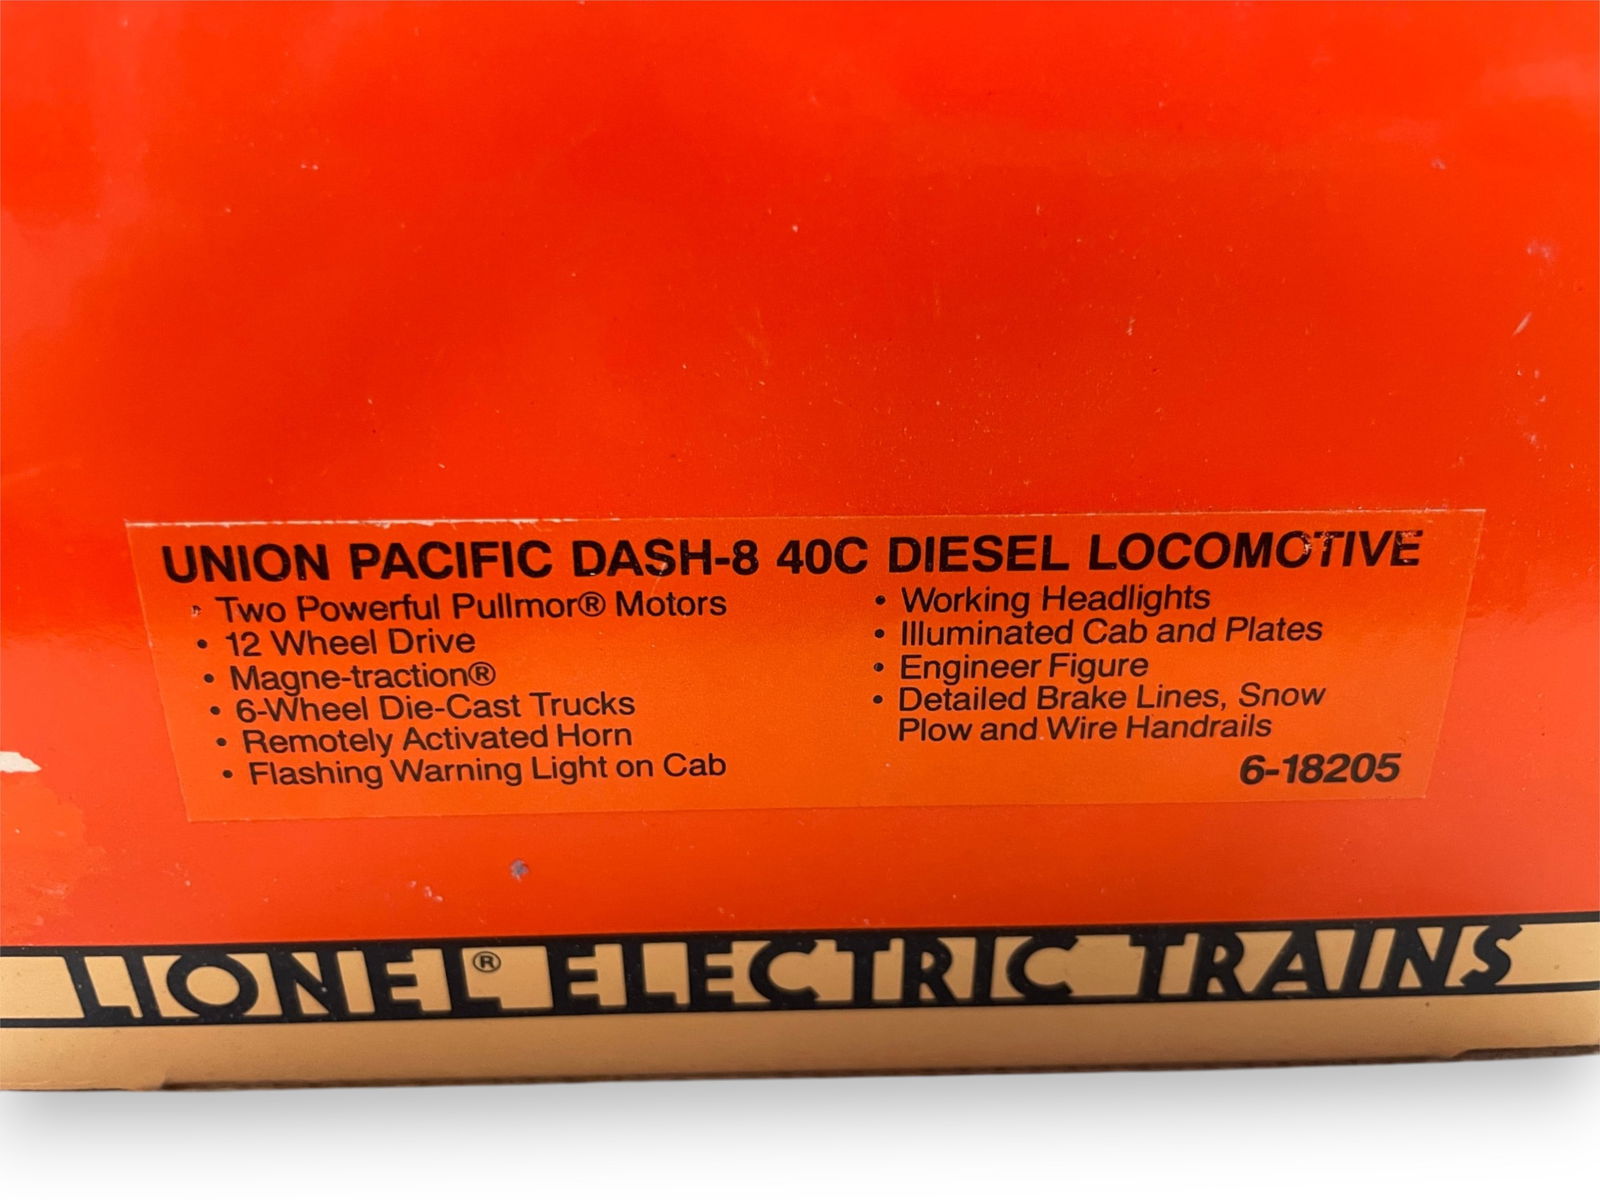 UNION PACIFIC DASH-8 40C DIESEL LOCOMOTIVE
• Two Powerful Pullmor® Motors
• 12 Wheel Drive
• Magne-traction®
• 6-Wheel Die-Cast Trucks
• Remotely Activated Horn
• Flashing Warning Light on Cab
• Working Headlights
• Illuminated Cab and Plates
• Engineer Figure
• Detailed Brake Lines, Snow
Plow and Wire Handrails
6-18205
LIONEL® ELECTRIC TRAINS